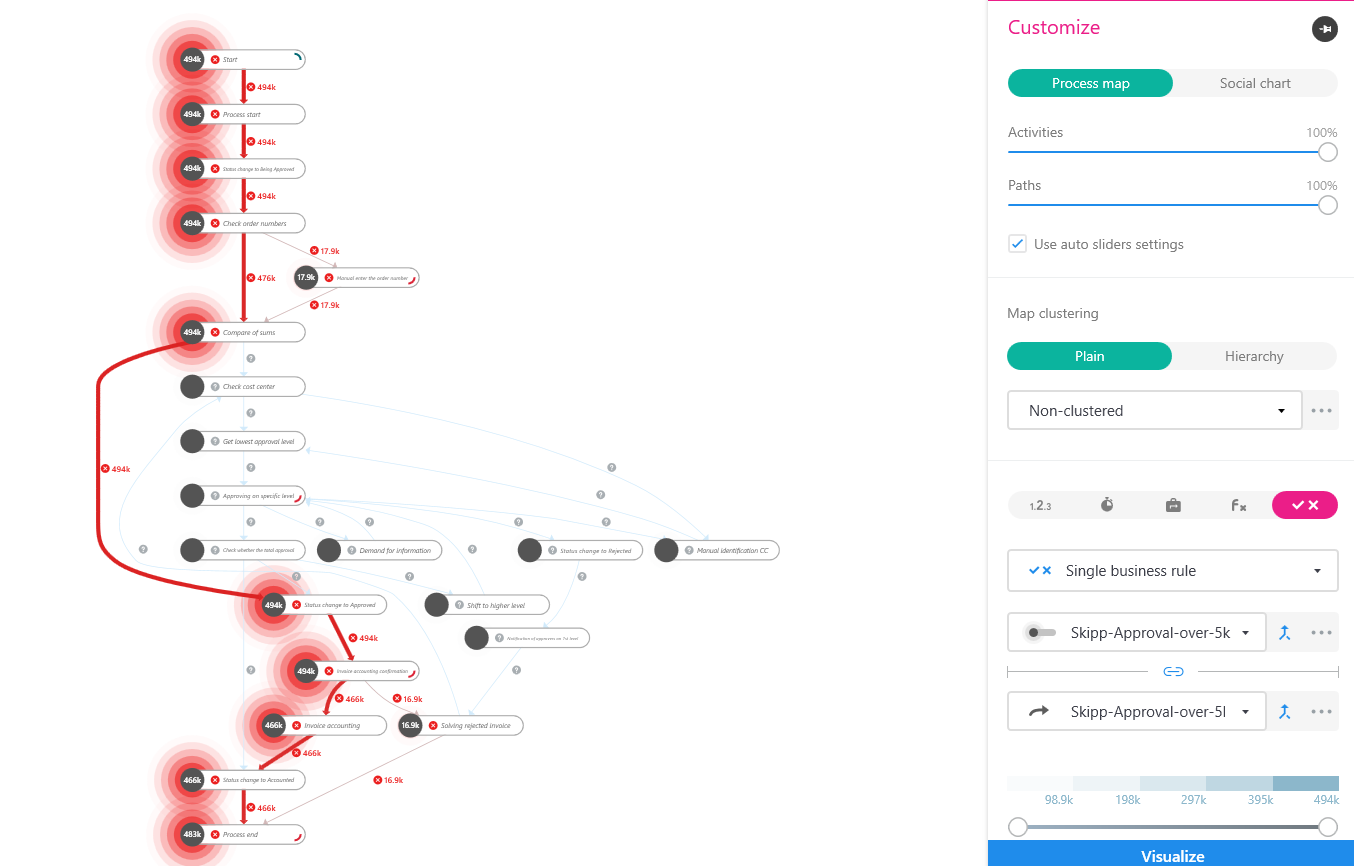 494k Start
494k
494k Process start
494k
494k Status change to Being Approved
494k
494k Check order numbers
17.9k
476k
17.9k Manual enter the order number
17.9k
494k Compare of sums
?
? Check cost center
?
? Get lowest approval level
494k
?
?
?
? Approving on specific level
? ? ? ? ?
? ?
? Check whether the total approval
? Demand for information
? Status change to Rejected
? Manual identification CC
? ? ?
494k Status change to Approved
? Shift to higher level
494k
? Notification of approvers on 7.d. level
?
?
494k Invoice accounting confirmation
466k
16.9k
466k Invoice accounting
16.9k Solving rejected invoice
466k
466k Status change to Accounted
16.9k
466k
483k Process end
Customize
Process map
Social chart
Activities 100%
Paths 100%
Use auto sliders settings
Map clustering
Plain
Hierarchy
Non-clustered
1.2.3
Fx
Single business rule
Skipp-Approval-over-5k
Skipp-Approval-over-5l
98.9k 198k 297k 395k 494k
Visualize